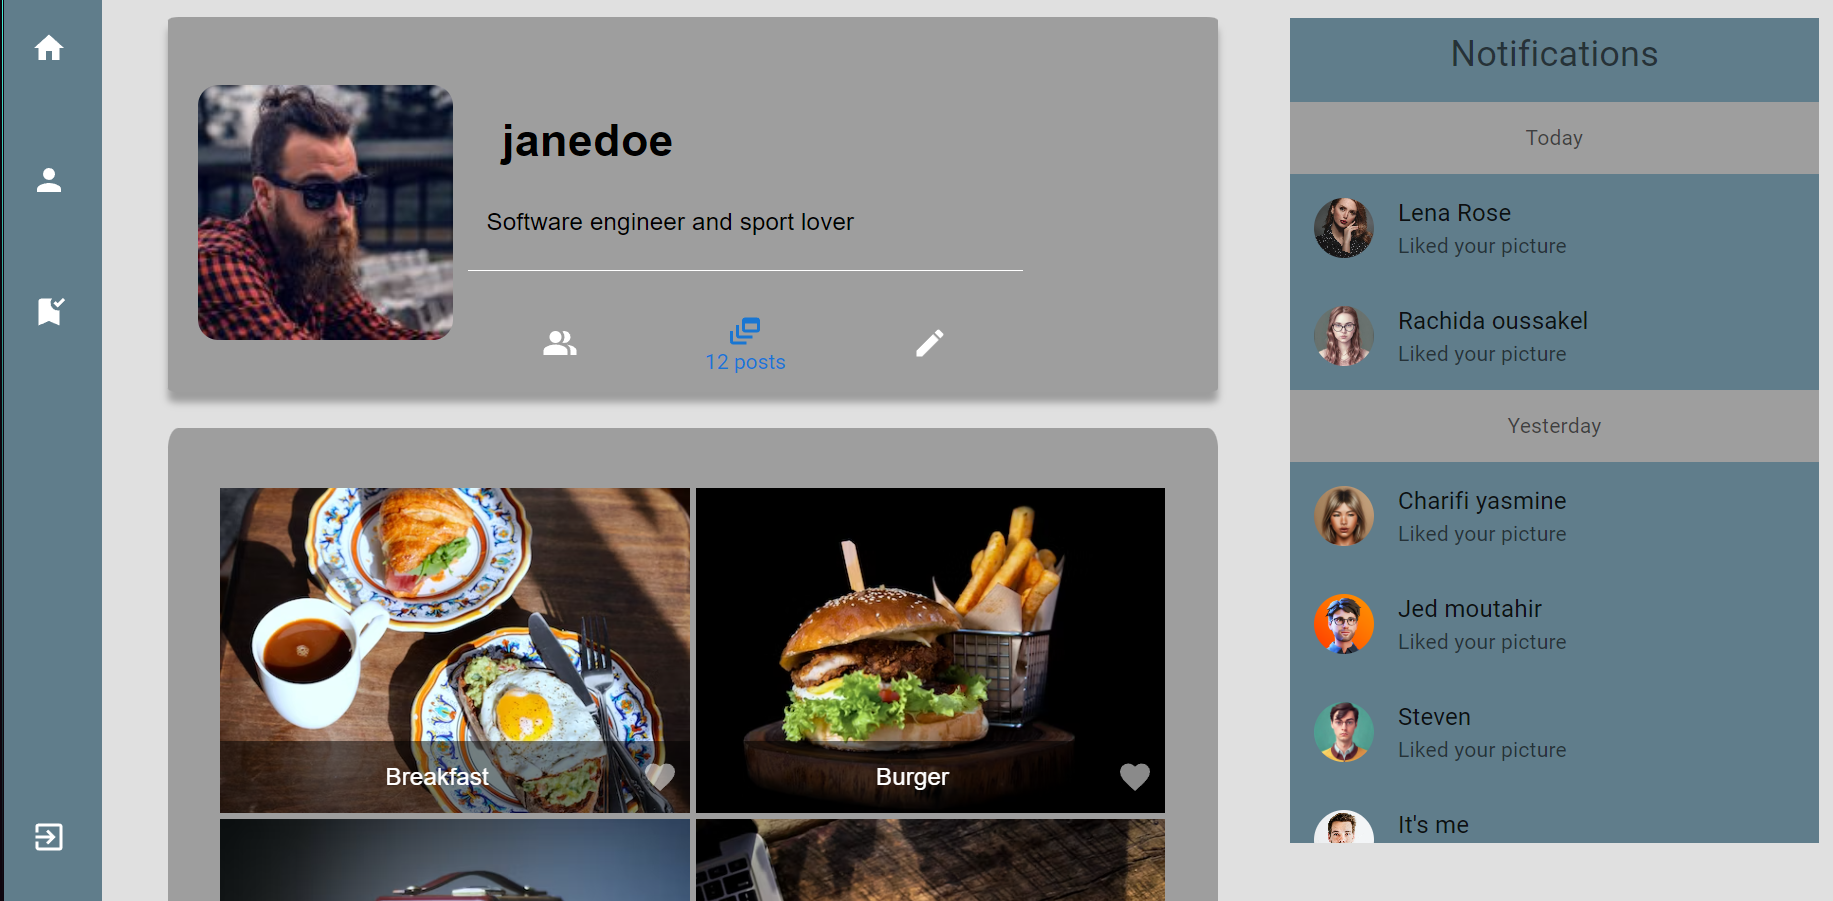 janedoe
Software engineer and sport lover
12 posts
Breakfast
Burger
Notifications
Today
Lena Rose
Liked your picture
Rachida oussakel
Liked your picture
Yesterday
Charifi yasmine
Liked your picture
Jed moutahir
Liked your picture
Steven
Liked your picture
It's me